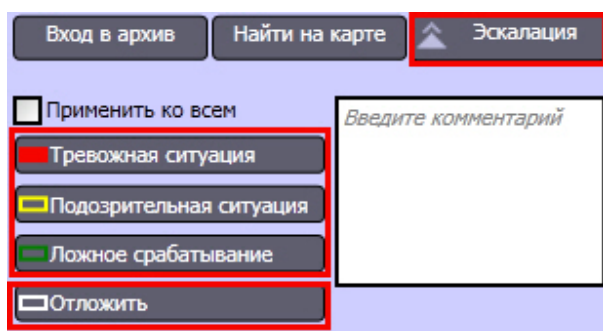 Вход в архив Найти на карте Эскалация
Применить ко всем
Введите комментарий
Тревожная ситуация
Подозрительная ситуация
Ложное срабатывание
Отложить